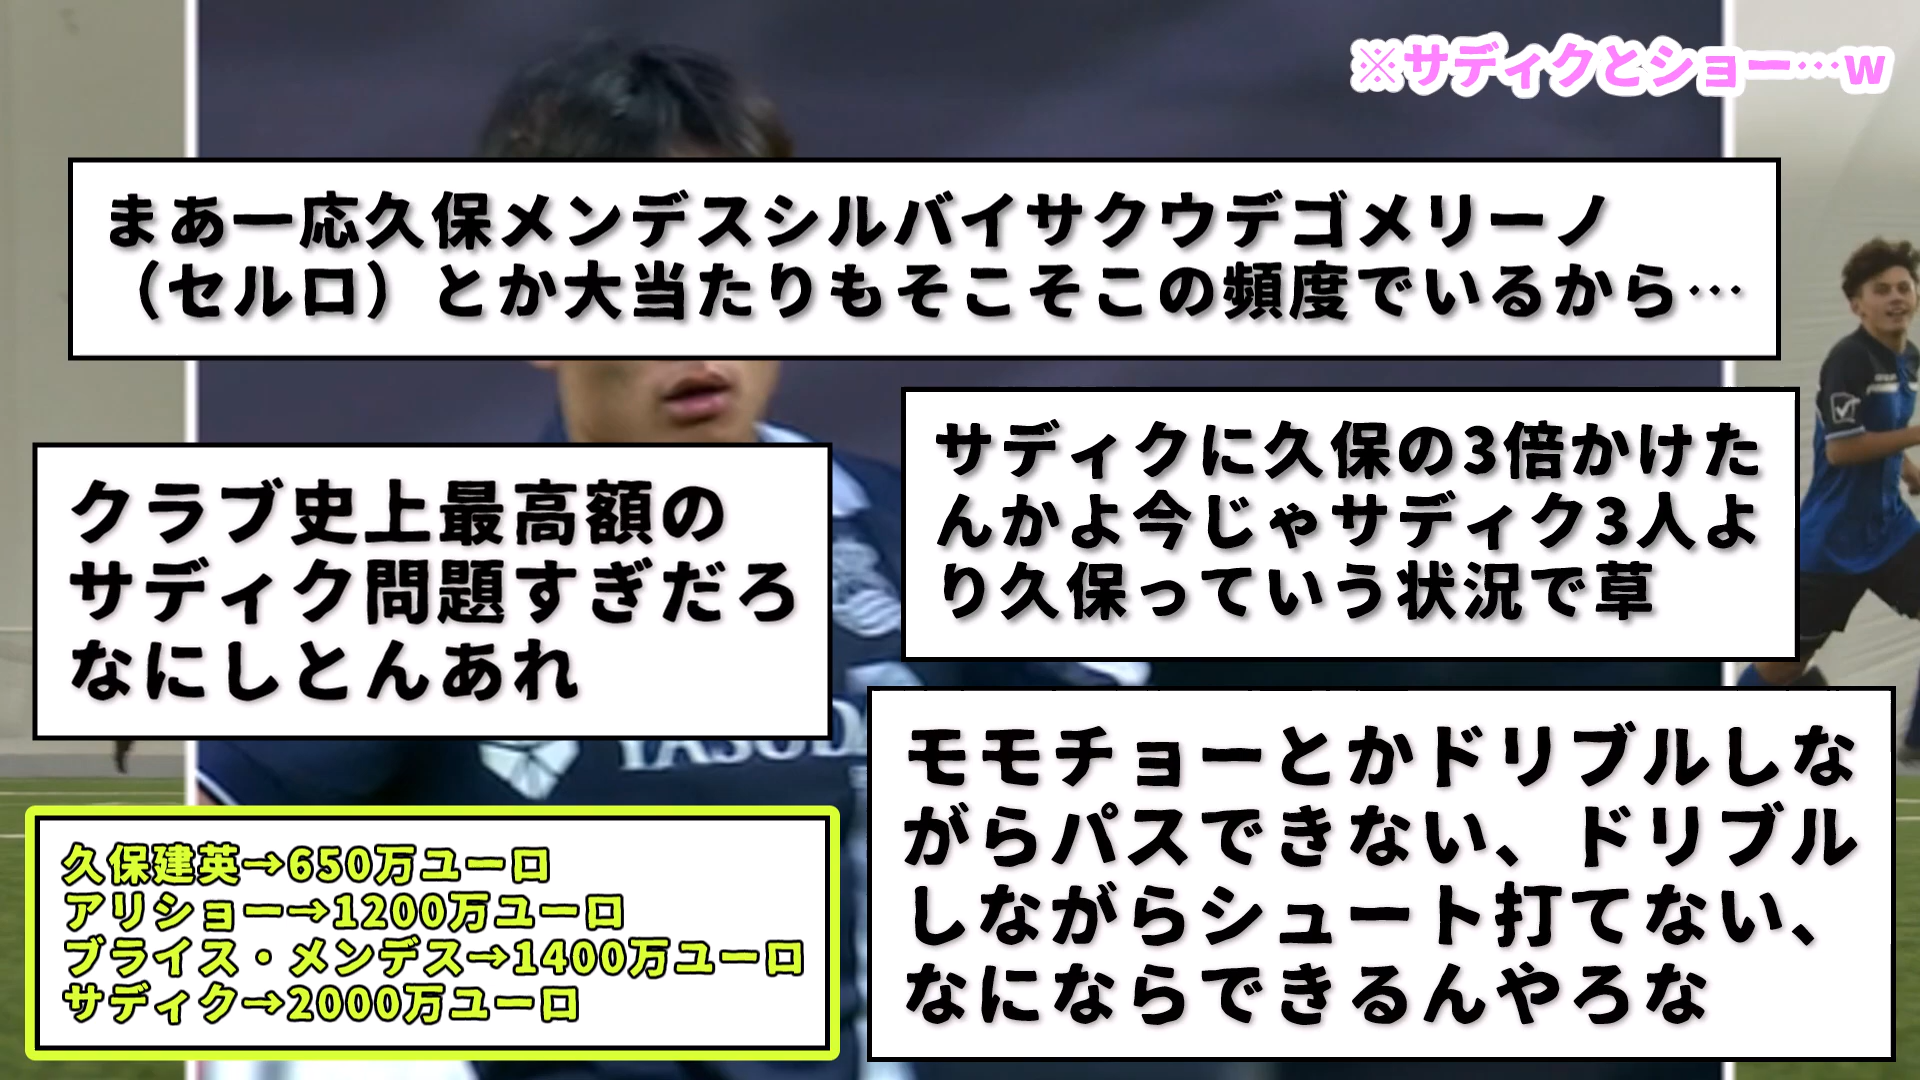 ※サディクとショー…w
まあ一応久保メンデスシルバイサクウデゴメリーノ
（セルロ）とか大当たりもそこそこの頻度でいるから…
サディクに久保の3倍かけた
んかよ今じゃサディク3人よ
り久保っていう状況で草
クラブ史上最高額の
サディク問題すぎだろ
なにしとんあれ
モモチョーとかドリブルしな
がらパスできない、ドリブル
しながらシュート打てない、
なにならできるんやろな
久保建英→650万ユーロ
アリショー→1200万ユーロ
ブライス・メンデス→1400万ユーロ
サディク→2000万ユーロ